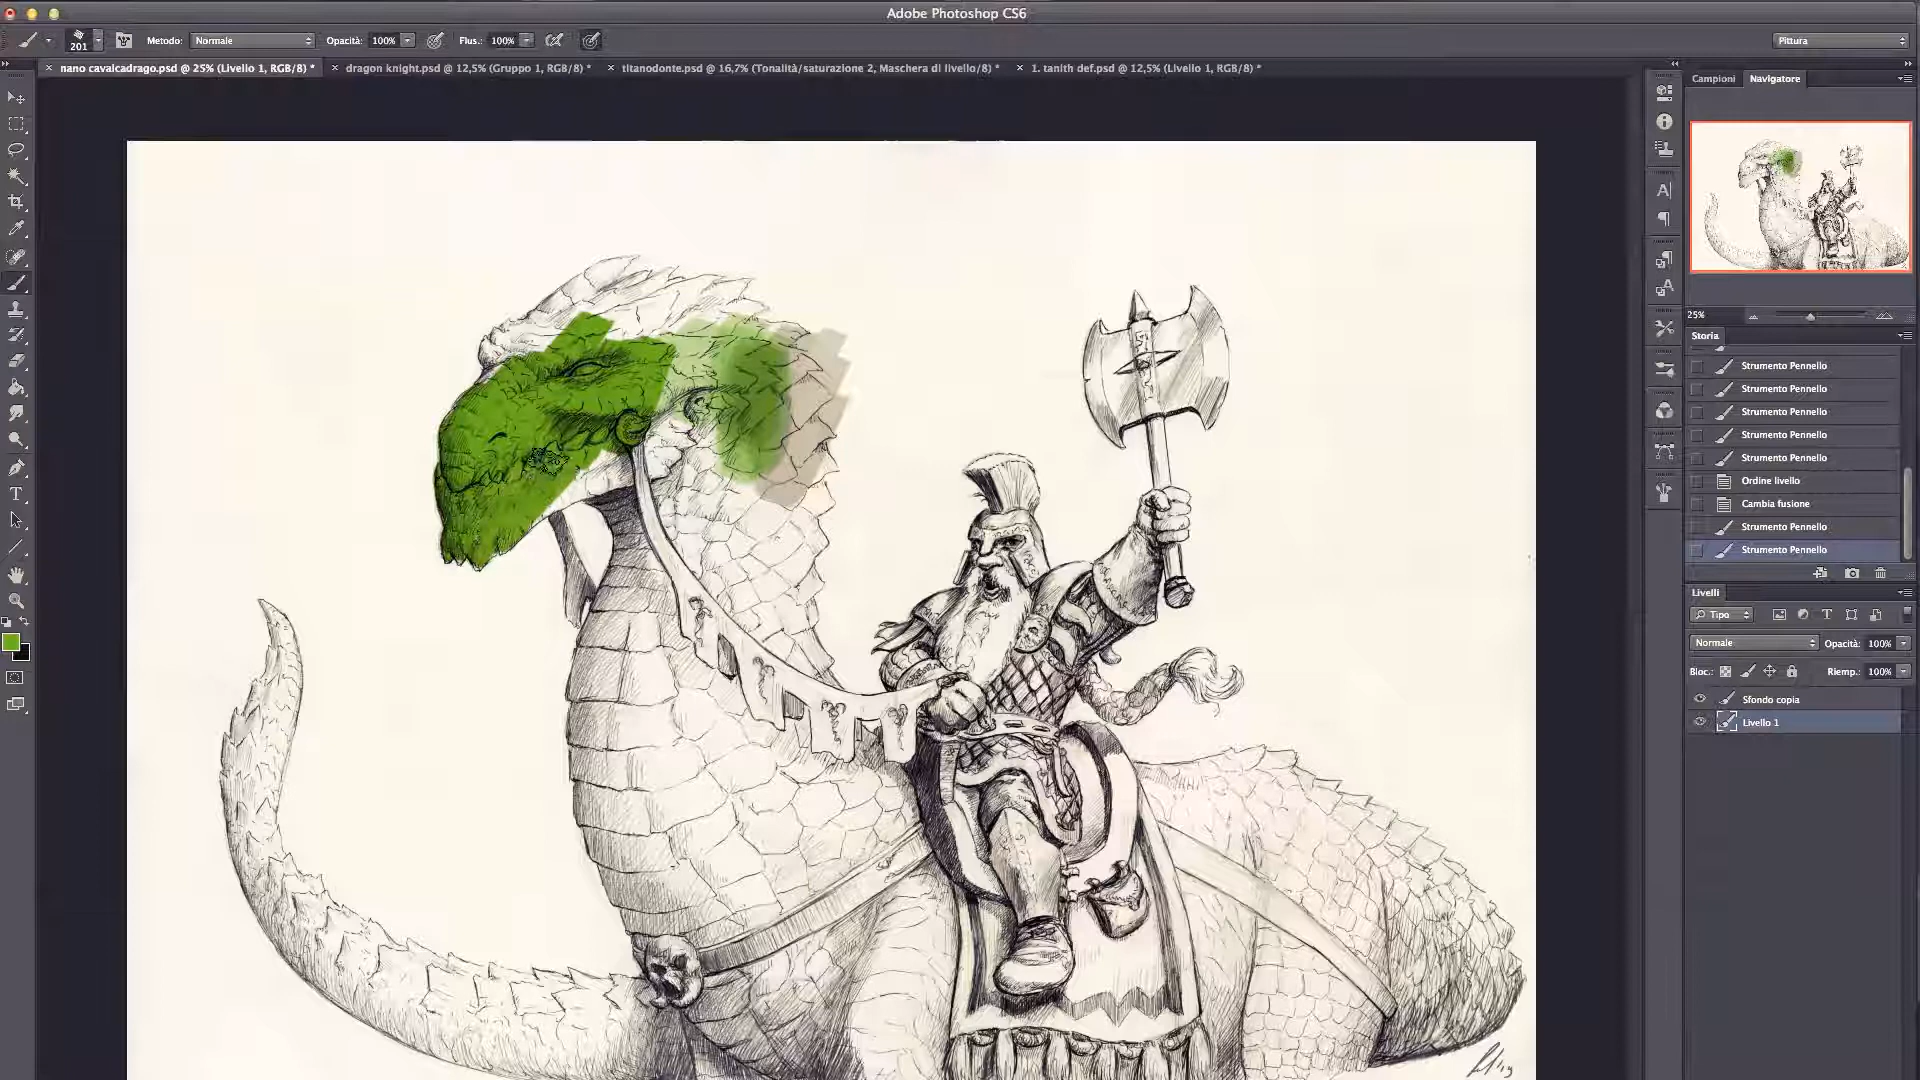 Adobe Photoshop CS6
201 Metodo: Normale Opacità: 100% Flus.: 100% Pittura
nano cavalcadrago.psd @ 25% (Livello 1, RGB/8) * dragon knight.psd @ 12,5% (Gruppo 1, RGB/8) * titanodonte.psd @ 16,7% (Tonalità/saturazione 2, Maschera di livello/8) * 1. tanith def.psd @ 12,5% (Livello 1, RGB/8) *
Campioni Navigatore
25%
Storia
Strumento Pennello
Strumento Pennello
Strumento Pennello
Strumento Pennello
Strumento Pennello
Ordine livello
Cambia fusione
Strumento Pennello
Strumento Pennello
Livelli
Tipo
Normale Opacità: 100%
Bloc.: Riemp.: 100%
Sfondo copia
Livello 1